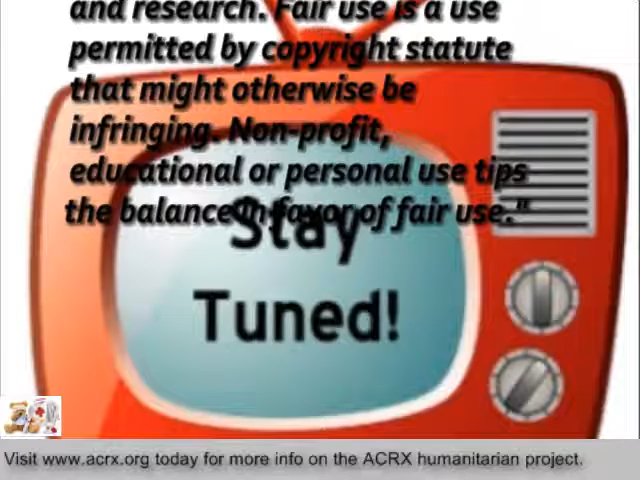 and research. Fair use is a use
permitted by copyright statute
that might otherwise be
infringing. Non-profit,
educational or personal use tips
the balance in favor of fair use."
Stay
Tuned!
Visit www.acrx.org today for more info on the ACRX humanitarian project.